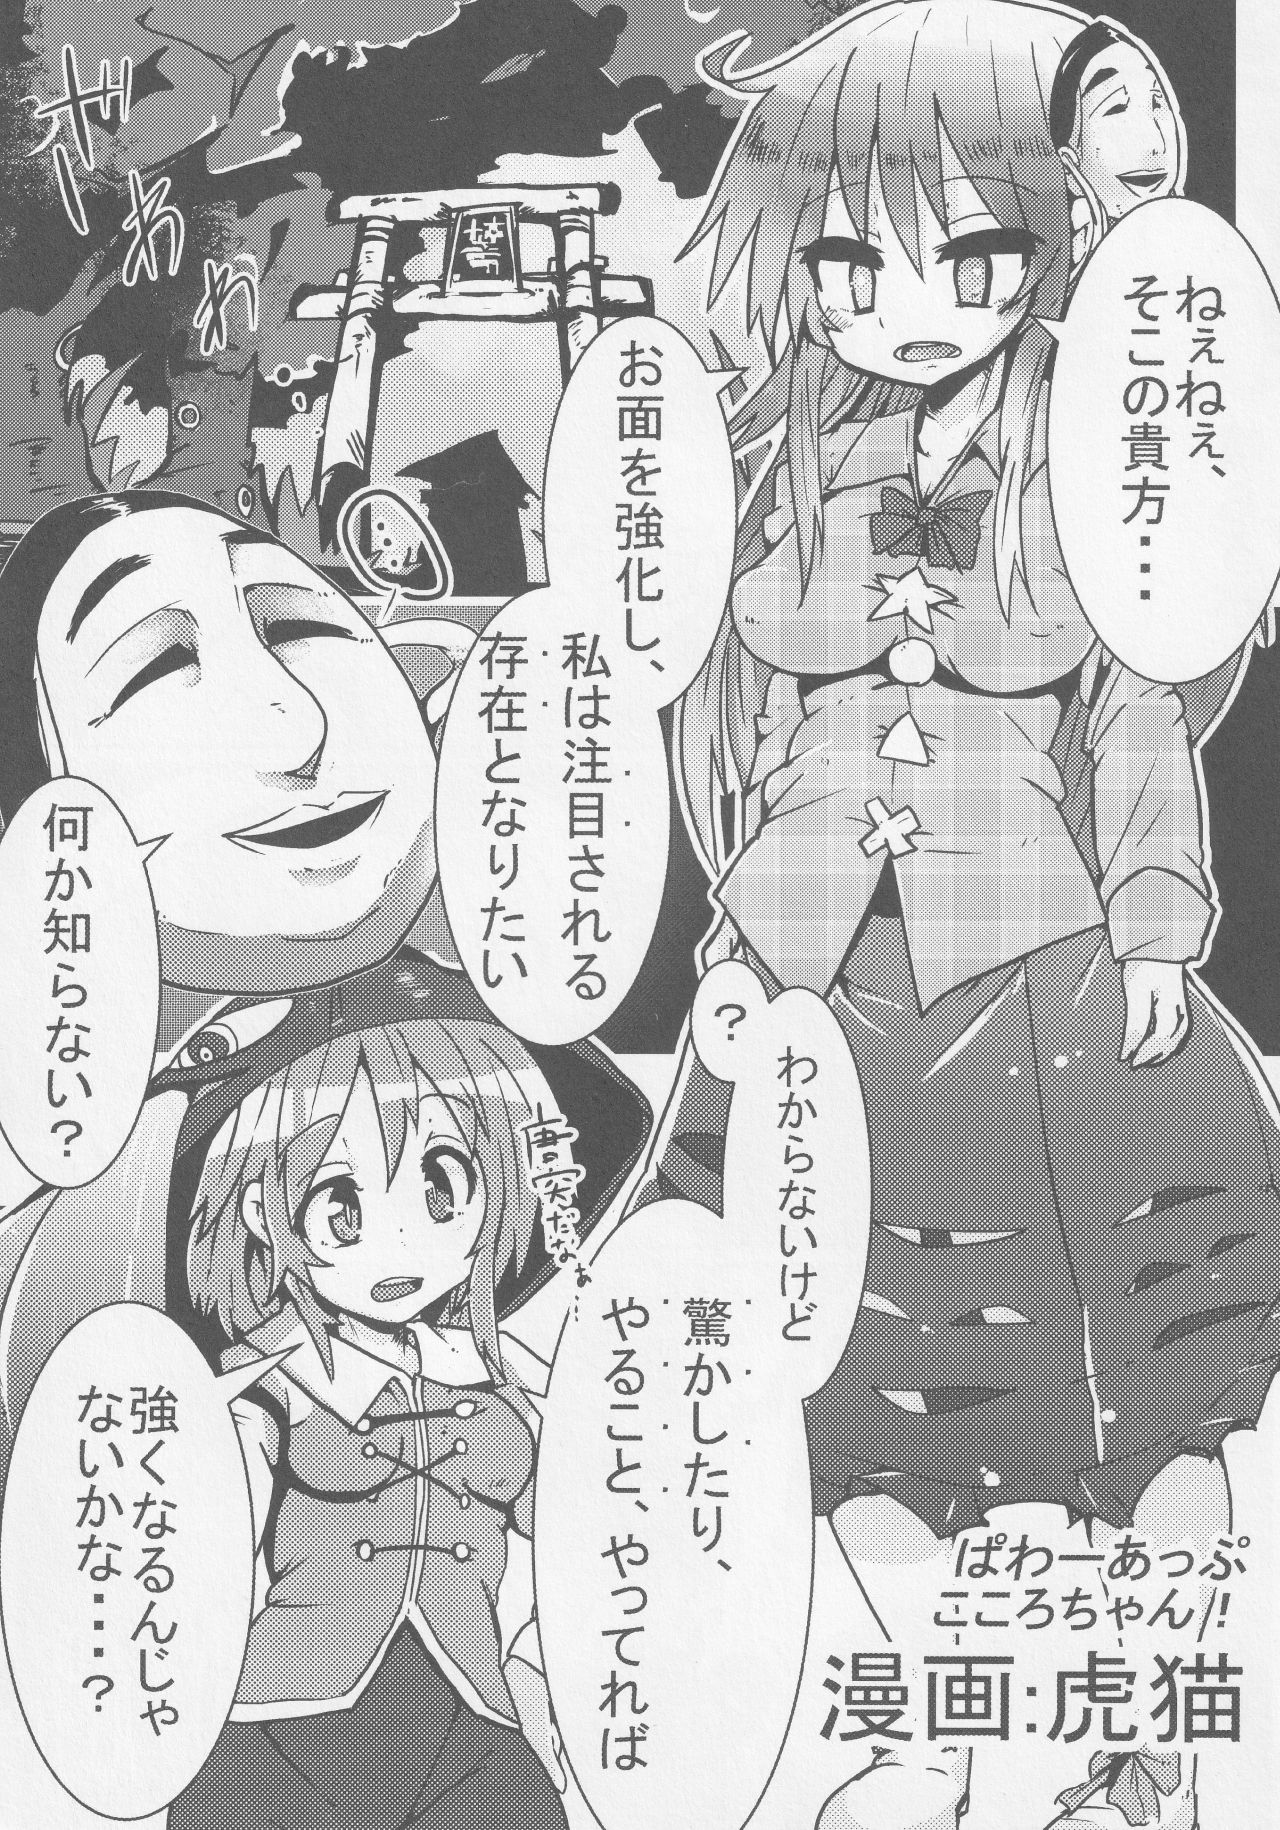 ねぇねぇ、
そこの貴方・・・
お面を強化し、
私は注目される
存在となりたい
ボゎゎゎ
何か知らない？
？
わからないけど
驚かしたり、
やること、やってれば
唐突だなぁ…
強くなるんじゃ
ないかな・・・？
ぱわーあっぷ
こころちゃん！
漫画：虎猫